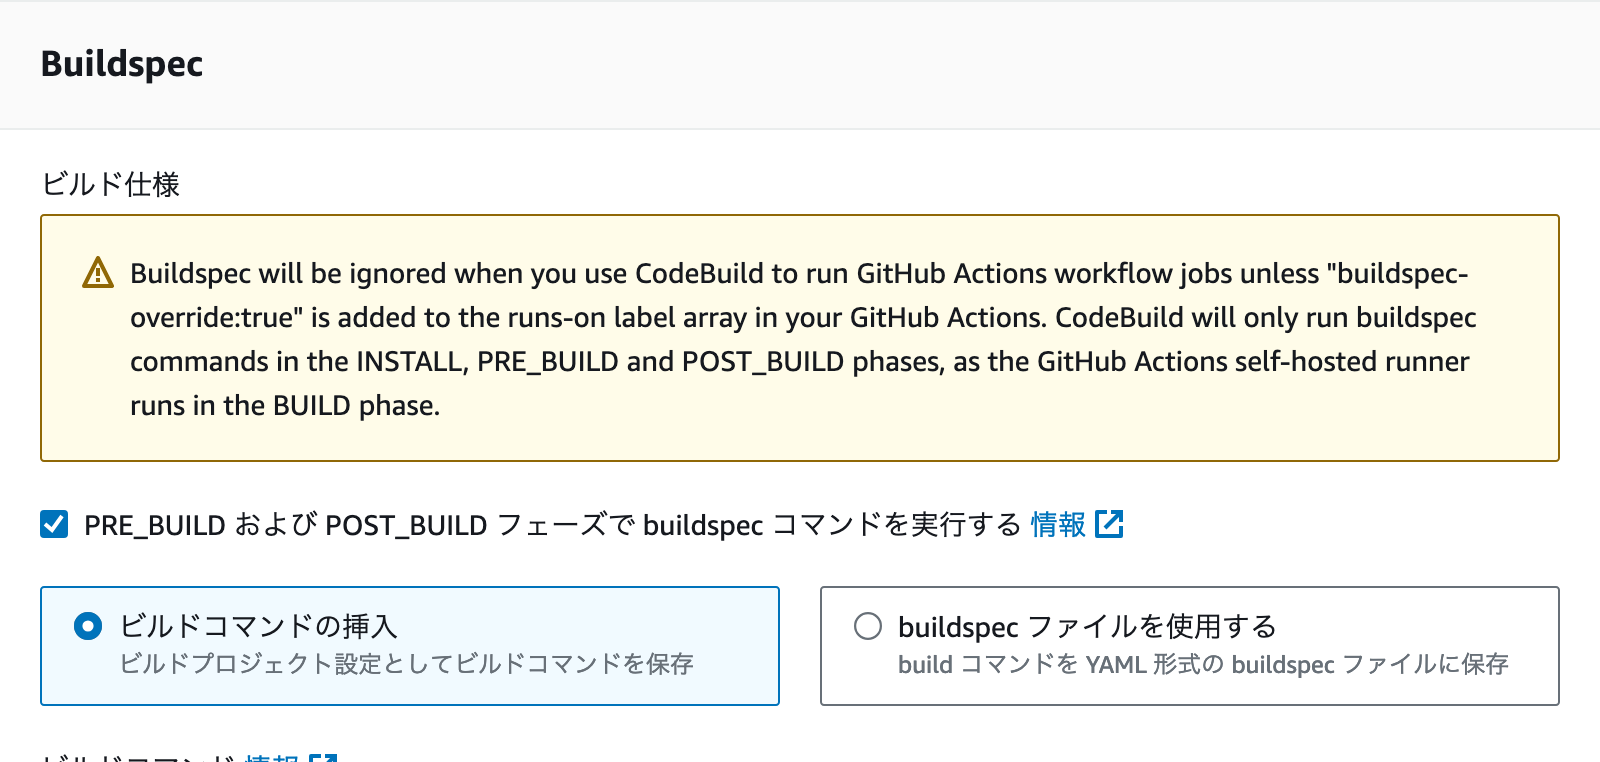 Buildspec
ビルド仕様
Buildspec will be ignored when you use CodeBuild to run GitHub Actions workflow jobs unless "buildspec-
override:true" is added to the runs-on label array in your GitHub Actions. CodeBuild will only run buildspec
commands in the INSTALL, PRE_BUILD and POST_BUILD phases, as the GitHub Actions self-hosted runner
runs in the BUILD phase.
PRE_BUILD および POST_BUILD フェーズで buildspec コマンドを実行する 情報
ビルドコマンドの挿入
ビルドプロジェクト設定としてビルドコマンドを保存
buildspec ファイルを使用する
build コマンドを YAML 形式の buildspec ファイルに保存
ビルドコマンド 情報